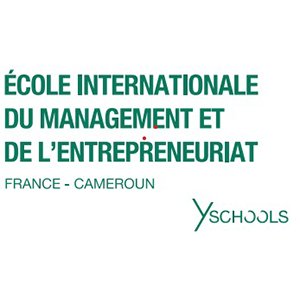 ÉCOLE INTERNATIONALE
DU MANAGEMENT ET
DE L'ENTREPRENEURIAT
FRANCE - CAMEROUN
YSCHOOLS